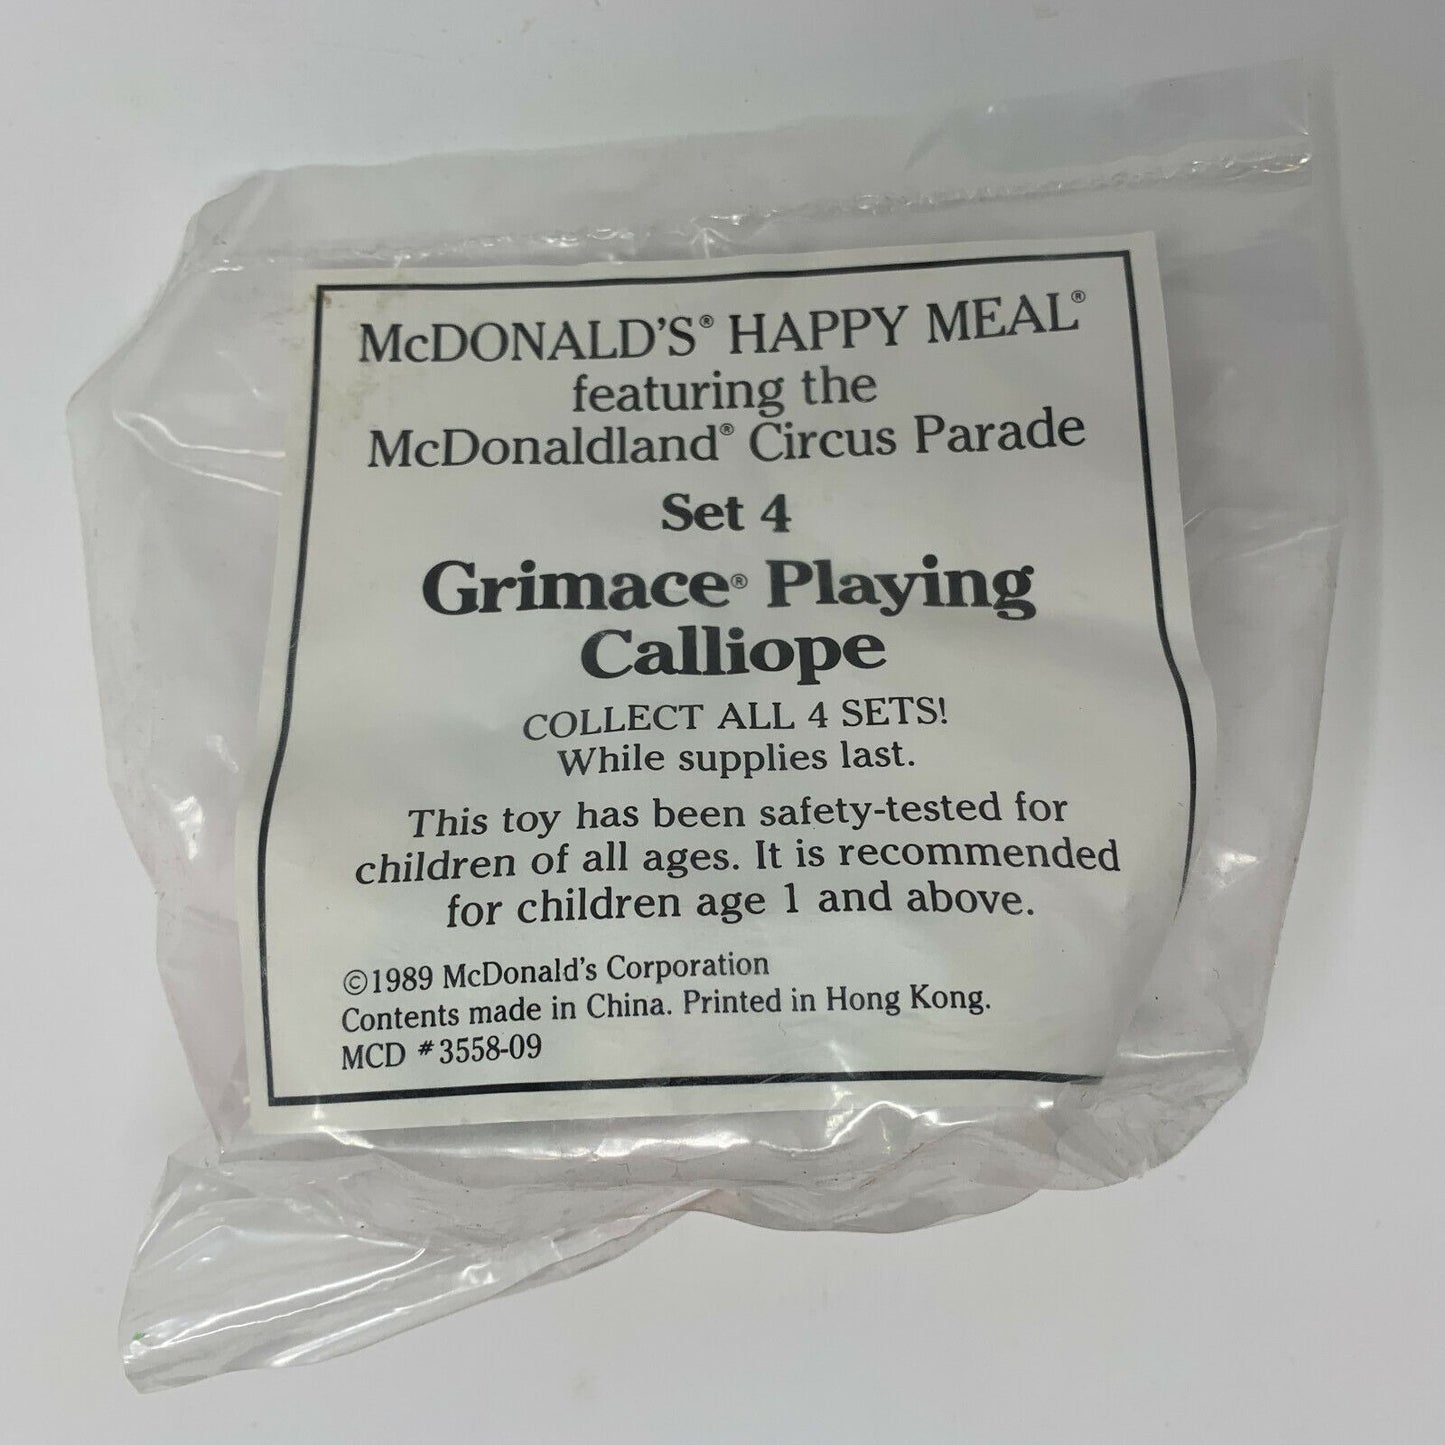 McDONALD'S® HAPPY MEAL®
featuring the
McDonaldland® Circus Parade
Set 4
Grimace® Playing
Calliope
COLLECT ALL 4 SETS!
While supplies last.
This toy has been safety-tested for
children of all ages. It is recommended
for children age 1 and above.
©1989 McDonald's Corporation
Contents made in China. Printed in Hong Kong.
MCD #3558-09